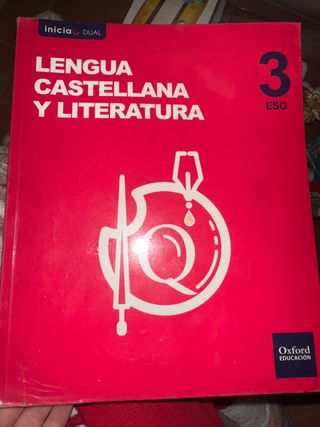 inicia DUAL
LENGUA
CASTELLANA
Y LITERATURA
3
ESO
Q
Oxford
EDUCACIÓN